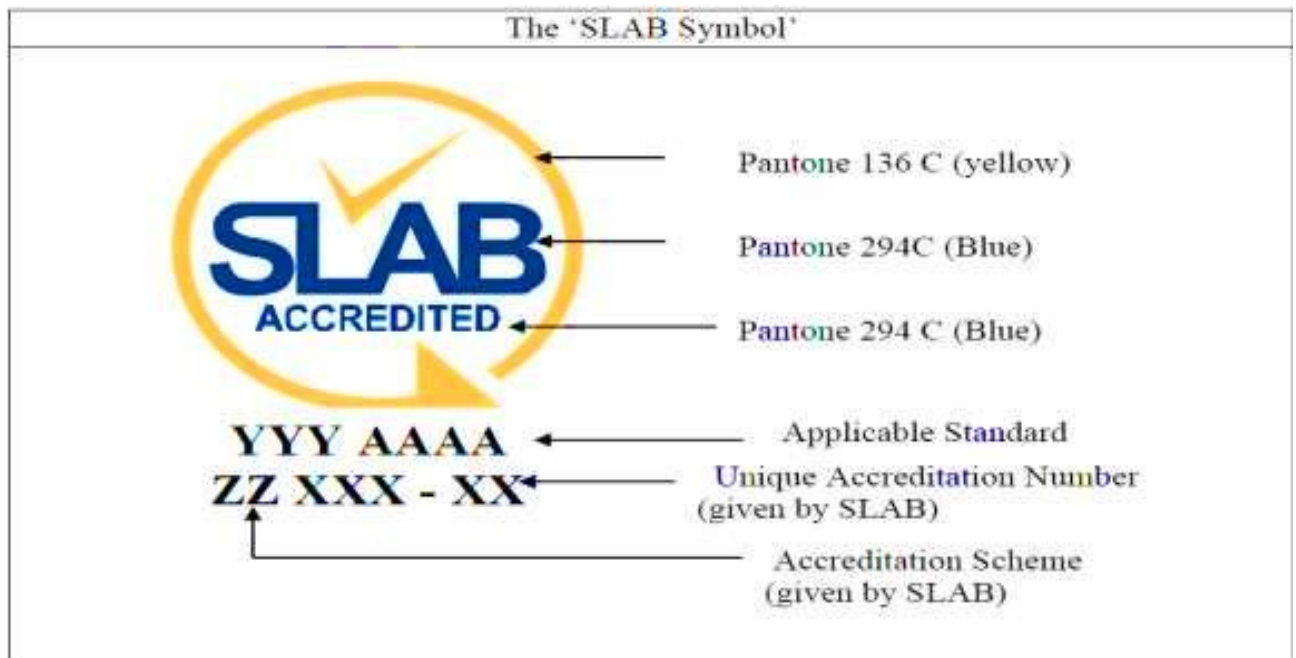 The ‘SLAB Symbol’
Pantone 136 C (yellow)
SLAB
Pantone 294C (Blue)
ACCREDITED
Pantone 294 C (Blue)
YYY AAAA
Applicable Standard
ZZ XXX - XX
Unique Accreditation Number
(given by SLAB)
Accreditation Scheme
(given by SLAB)